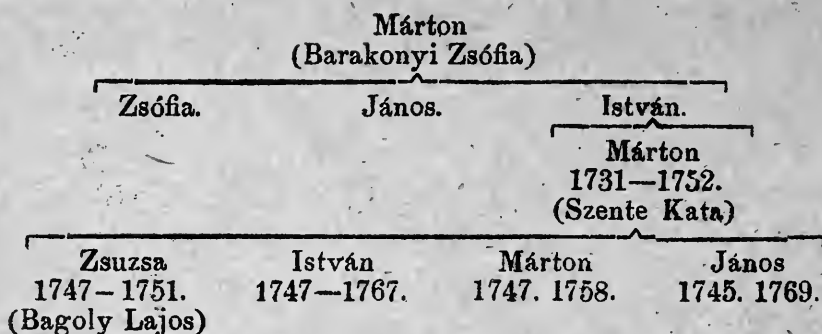 Márton
(Barakonyi Zsófia)
Zsófia. János. István.
Márton
1731—1752.
(Szente Kata)
Zsuzsa István Márton János
1747–1751. 1747—1767. 1747. 1758. 1745. 1769.
(Bagoly Lajos)